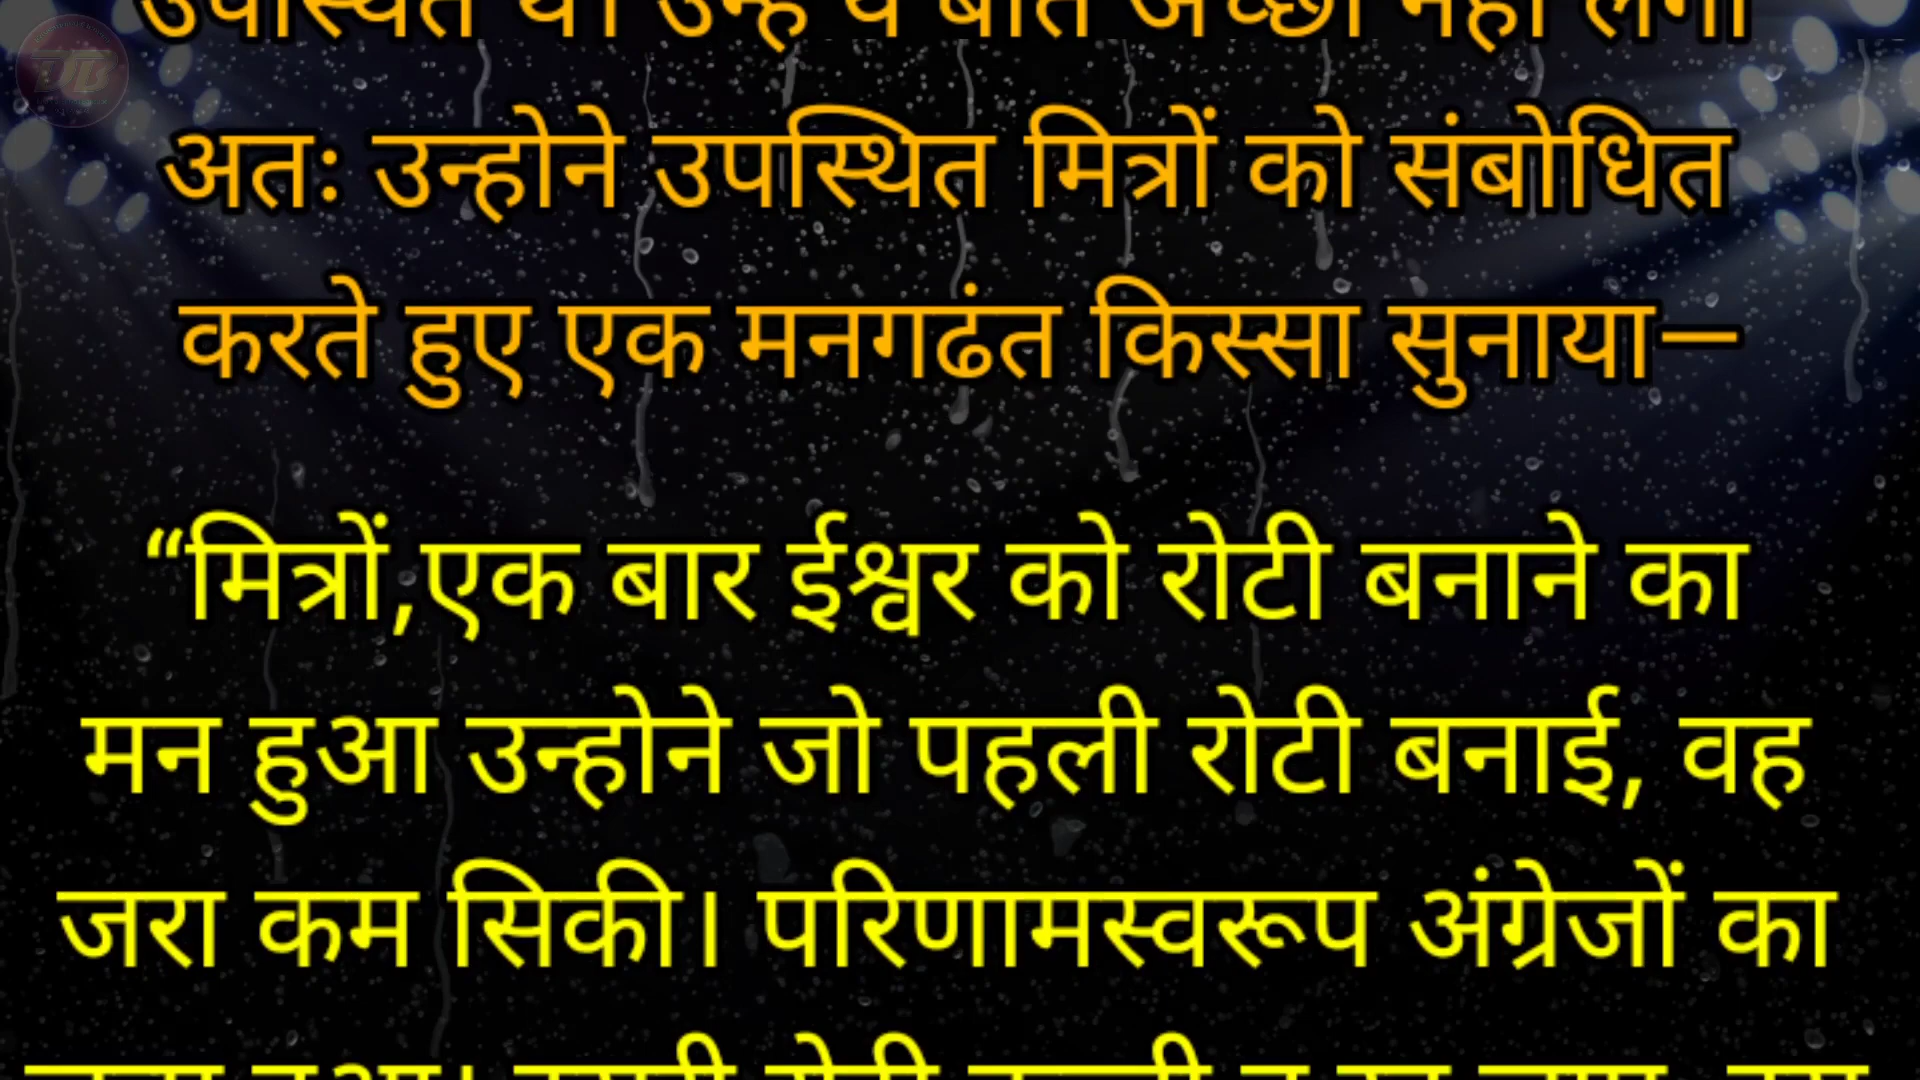 उपस्थित थे। उन्हें ये बात अच्छी नहीं लगी
अतः उन्होने उपस्थित मित्रों को संबोधित
करते हुए एक मनगढंत किस्सा सुनाया—
“मित्रों,एक बार ईश्वर को रोटी बनाने का
मन हुआ उन्होने जो पहली रोटी बनाई, वह
जरा कम सिकी। परिणामस्वरूप अंग्रेजों का